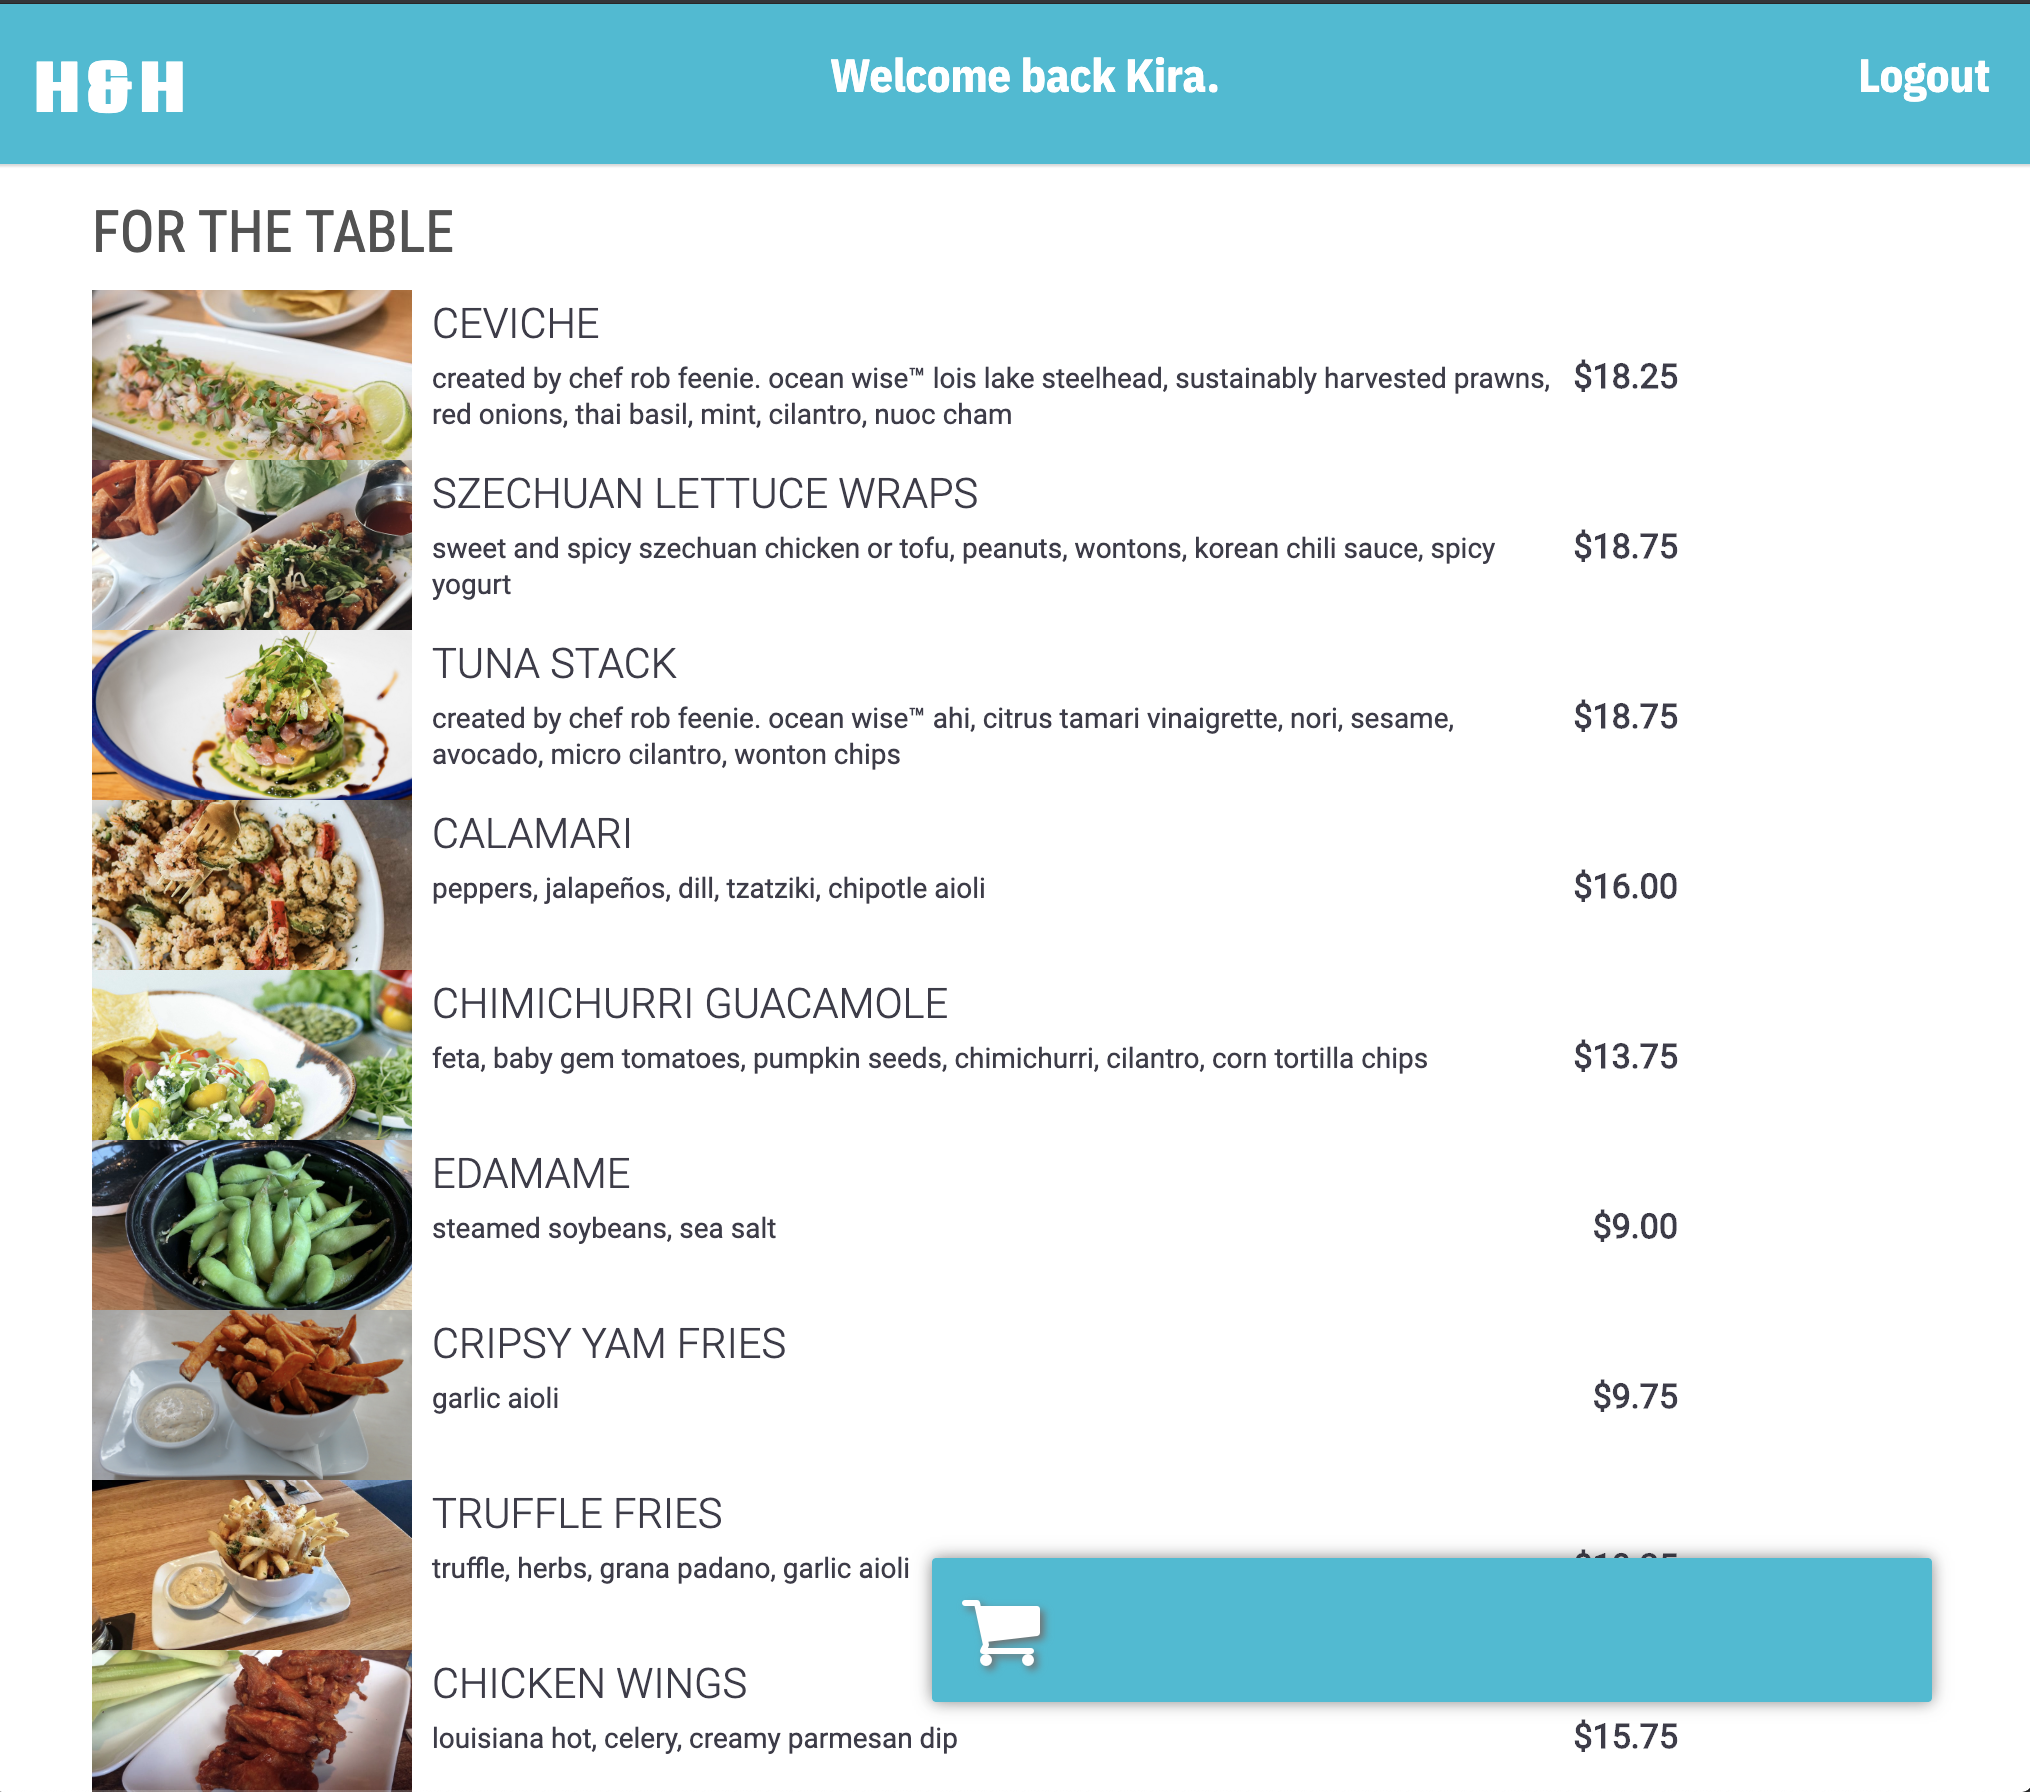 H&H
Welcome back Kira.
Logout
FOR THE TABLE
CEVICHE
created by chef rob feenie. ocean wise™ lois lake steelhead, sustainably harvested prawns,
red onions, thai basil, mint, cilantro, nuoc cham
$18.25
SZECHUAN LETTUCE WRAPS
sweet and spicy szechuan chicken or tofu, peanuts, wontons, korean chili sauce, spicy
yogurt
$18.75
TUNA STACK
created by chef rob feenie. ocean wise™ ahi, citrus tamari vinaigrette, nori, sesame,
avocado, micro cilantro, wonton chips
$18.75
CALAMARI
peppers, jalapeños, dill, tzatziki, chipotle aioli
$16.00
CHIMICHURRI GUACAMOLE
feta, baby gem tomatoes, pumpkin seeds, chimichurri, cilantro, corn tortilla chips
$13.75
EDAMAME
steamed soybeans, sea salt
$9.00
CRIPSY YAM FRIES
garlic aioli
$9.75
TRUFFLE FRIES
truffle, herbs, grana padano, garlic aioli
CHICKEN WINGS
louisiana hot, celery, creamy parmesan dip
$15.75